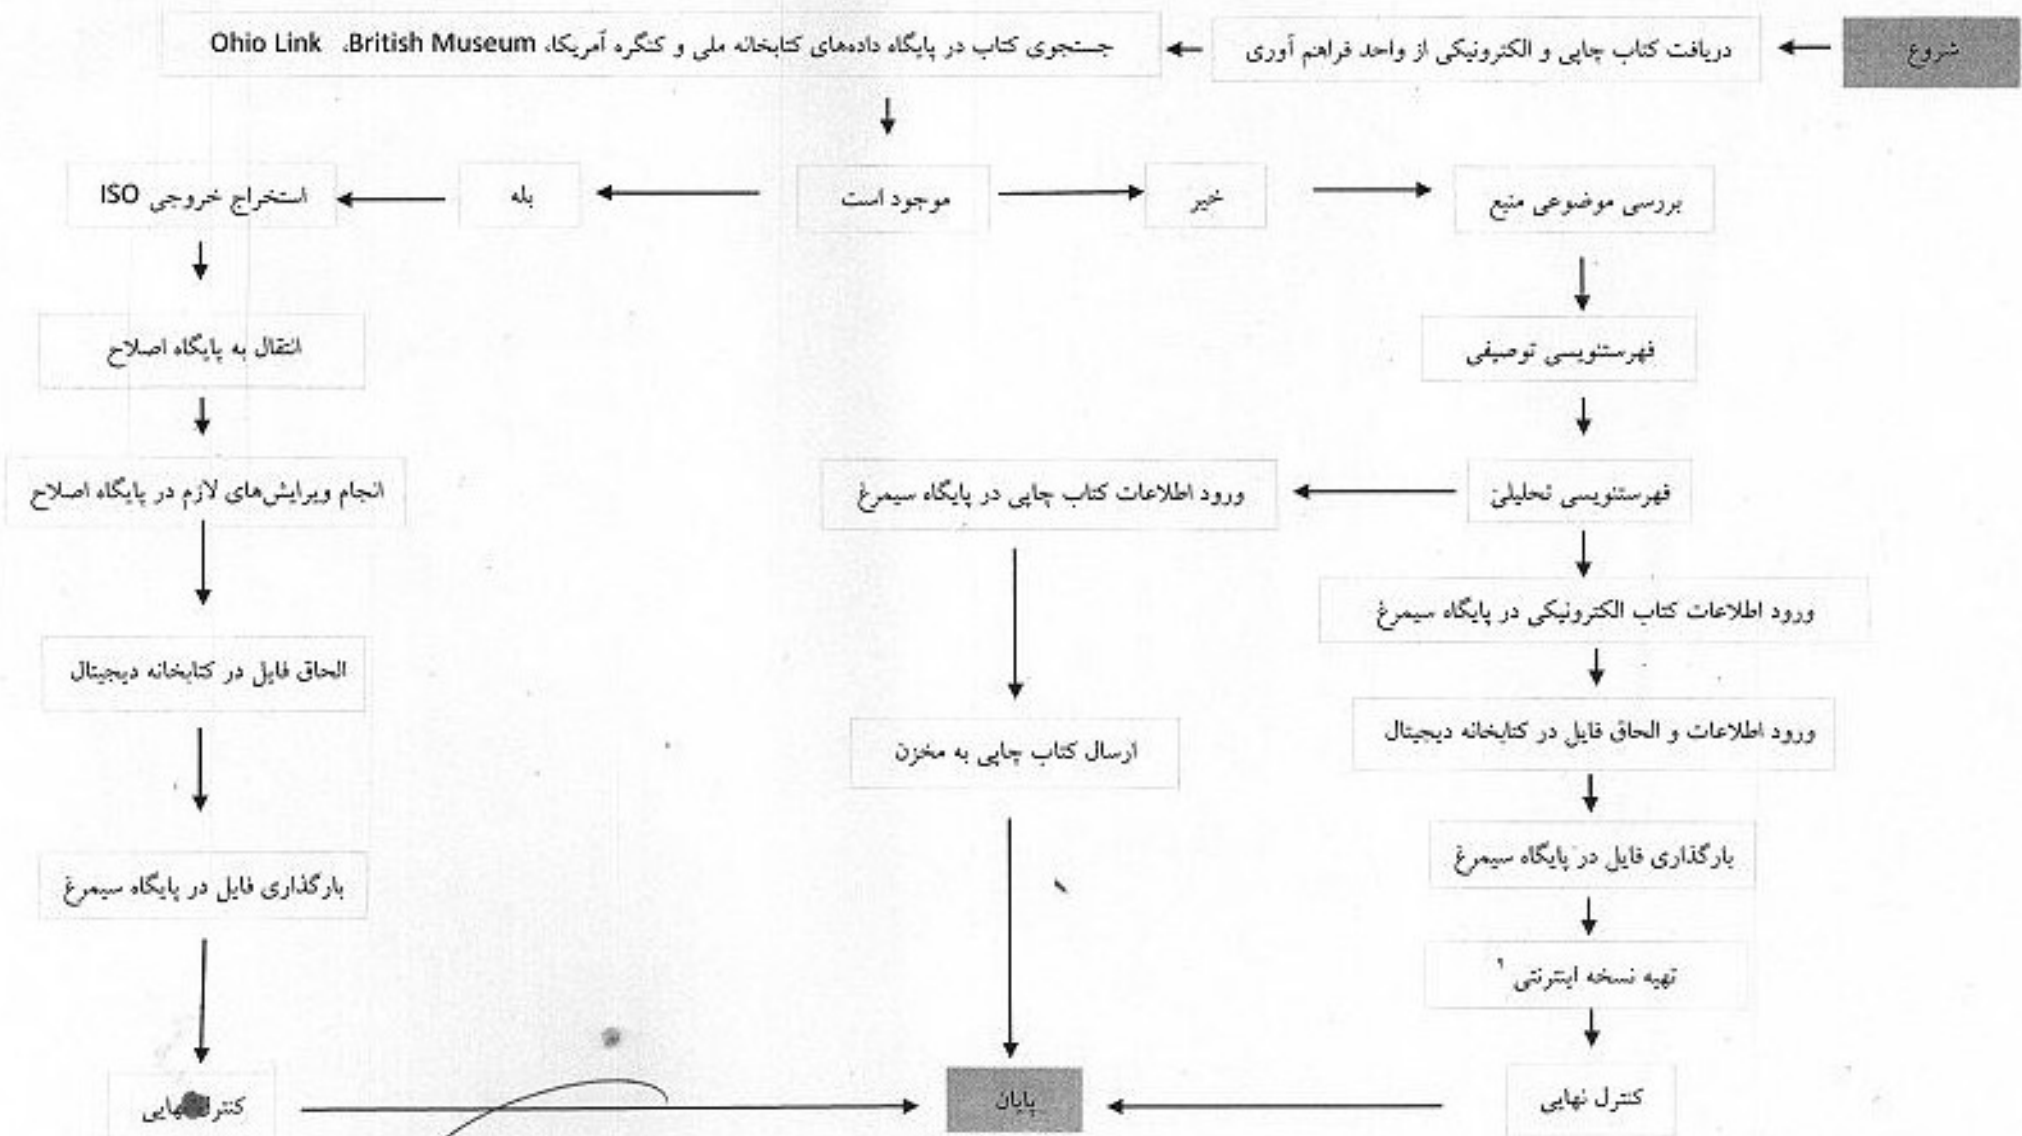 شروع
دریافت کتاب چاپی و الکترونیکی از واحد فراهم آوری
جستجوی کتاب در پایگاه داده‌های کتابخانه ملی و کنگره آمریکا، British Museum، Ohio Link
بررسی موضوعی منبع
خیر
موجود است
بله
استخراج خروجی ISO
فهرستنویسی توصیفی
انتقال به پایگاه اصلاح
فهرستنویسی تحلیلی
ورود اطلاعات کتاب چاپی در پایگاه سیمرغ
انجام ویرایش‌های لازم در پایگاه اصلاح
ورود اطلاعات کتاب الکترونیکی در پایگاه سیمرغ
الحاق فایل در کتابخانه دیجیتال
ورود اطلاعات و الحاق فایل در کتابخانه دیجیتال
ارسال کتاب چاپی به مخزن
بارگذاری فایل در پایگاه سیمرغ
بارگذاری فایل در پایگاه سیمرغ
تهیه نسخه اینترنتی
کنترل نهایی
پایان
کنترل نهایی